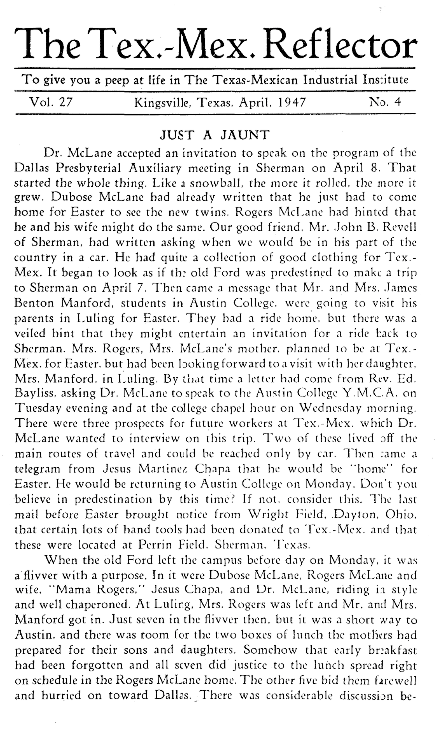 The Tex.-Mex. Reflector
To give you a peep at life in The Texas-Mexican Industrial Institute
Vol. 27 Kingsville, Texas, April, 1947 No. 4
JUST A JAUNT
Dr. McLane accepted an invitation to speak on the program of the
Dallas Presbyterial Auxiliary meeting in Sherman on April 8. That
started the whole thing. Like a snowball, the more it rolled, the more it
grew. Dubose McLane had already written that he just had to come
home for Easter to see the new twins. Rogers McLane had hinted that
he and his wife might do the same. Our good friend, Mr. John B. Revell
of Sherman, had written asking when we would be in his part of the
country in a car. He had quite a collection of good clothing for Tex.-
Mex. It began to look as if the old Ford was predestined to make a trip
to Sherman on April 7. Then came a message that Mr. and Mrs. James
Benton Manford, students in Austin College, were going to visit his
parents in Luling for Easter. They had a ride home, but there was a
veiled hint that they might entertain an invitation for a ride back to
Sherman. Mrs. Rogers, Mrs. McLane's mother, planned to be at Tex.-
Mex. for Easter, but had been looking forward to a visit with her daughter,
Mrs. Manford, in Luling. By that time a letter had come from Rev. Ed.
Bayliss, asking Dr. McLane to speak to the Austin College Y.M.C.A. on
Tuesday evening and at the college chapel hour on Wednesday morning.
There were three prospects for future workers at Tex.-Mex. which Dr.
McLane wanted to interview on this trip. Two of these lived off the
main routes of travel and could be reached only by car. Then came a
telegram from Jesus Martinez Chapa that he would be "home" for
Easter. He would be returning to Austin College on Monday. Don't you
believe in predestination by this time? If not, consider this. The last
mail before Easter brought notice from Wright Field, Dayton, Ohio,
that certain lots of hand tools had been donated to Tex.-Mex. and that
these were located at Perrin Field, Sherman, Texas.
When the old Ford left the campus before day on Monday, it was
a flivver with a purpose. In it were Dubose McLane, Rogers McLane and
wife, "Mama Rogers," Jesus Chapa, and Dr. McLane, riding in style
and well chaperoned. At Luling, Mrs. Rogers was left and Mr. and Mrs.
Manford got in. Just seven in the flivver then, but it was a short way to
Austin, and there was room for the two boxes of lunch the mothers had
prepared for their sons and daughters. Somehow that early breakfast
had been forgotten and all seven did justice to the lunch spread right
on schedule in the Rogers McLane home. The other five bid them farewell
and hurried on toward Dallas. There was considerable discussion be-